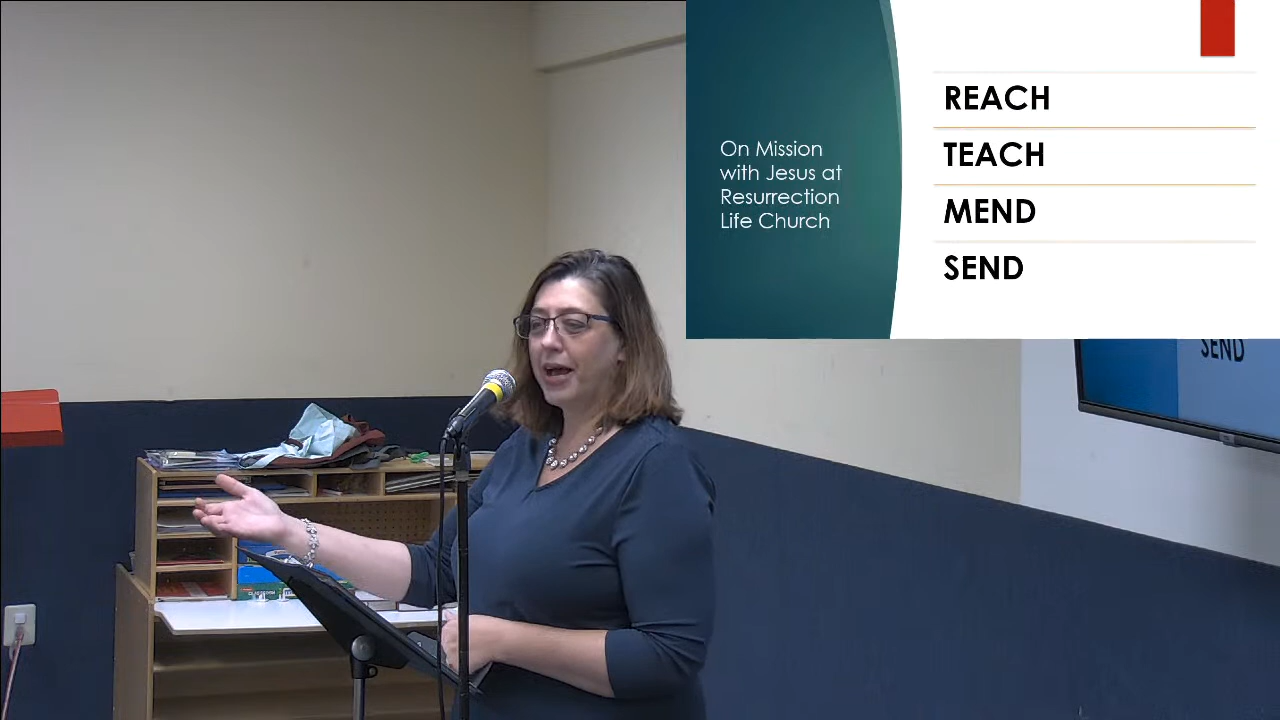 On Mission
with Jesus at
Resurrection
Life Church
REACH
TEACH
MEND
SEND
SEND